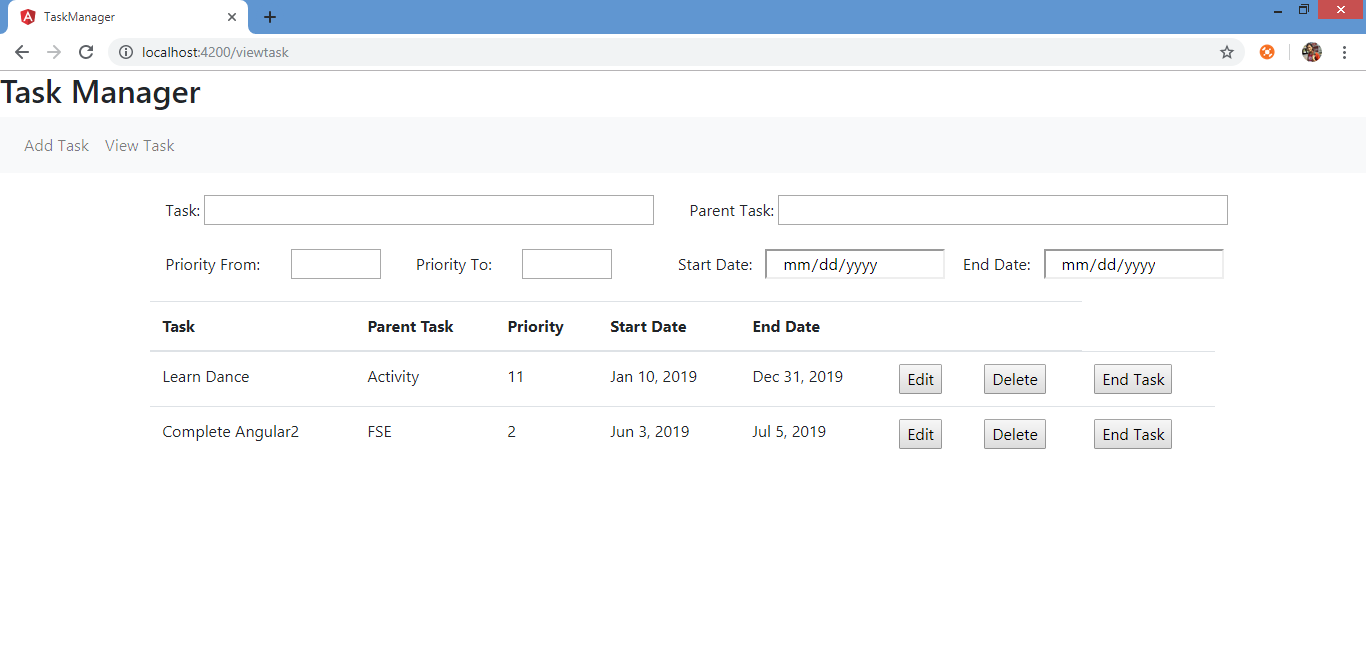 TaskManager
localhost:4200/viewtask
Task Manager
Add Task View Task
Task: Parent Task:
Priority From: Priority To: Start Date: mm/dd/yyyy End Date: mm/dd/yyyy
Task Parent Task Priority Start Date End Date
Learn Dance Activity 11 Jan 10, 2019 Dec 31, 2019 Edit Delete End Task
Complete Angular2 FSE 2 Jun 3, 2019 Jul 5, 2019 Edit Delete End Task